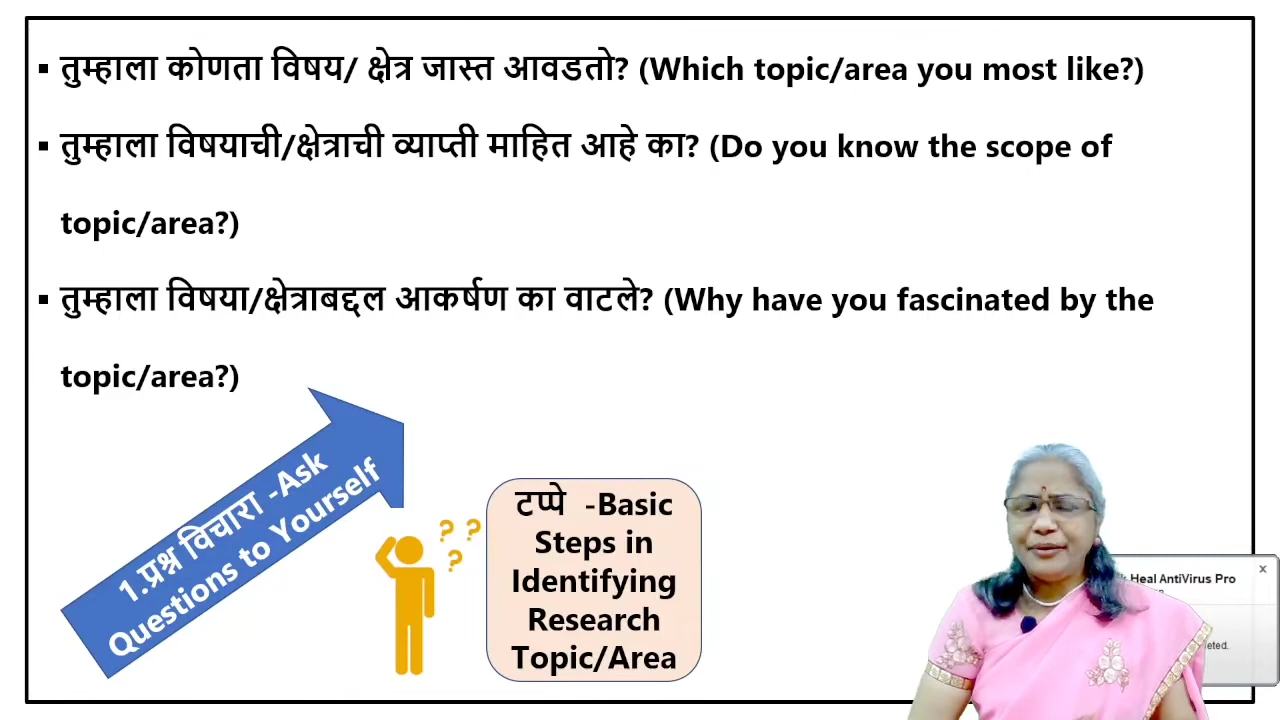 ▪ तुम्हाला कोणता विषय/ क्षेत्र जास्त आवडतो? (Which topic/area you most like?)
▪ तुम्हाला विषयाची/क्षेत्राची व्याप्ती माहित आहे का? (Do you know the scope of
topic/area?)
▪ तुम्हाला विषया/क्षेत्राबद्दल आकर्षण का वाटले? (Why have you fascinated by the
topic/area?)
1.प्रश्न विचारा -Ask
Questions to Yourself
? ? ?
टप्पे -Basic
Steps in
Identifying
Research
Topic/Area
Heal AntiVirus Pro
x